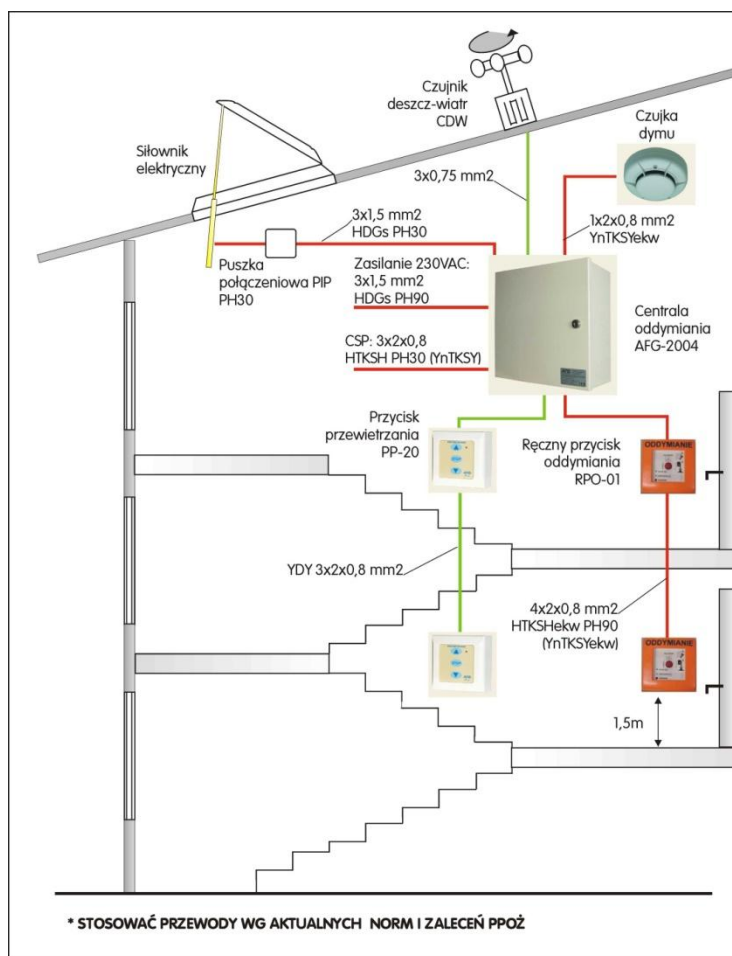 Czujnik
deszcz-wiatr
CDW
Czujka
dymu
Siłownik
elektryczny
3x0,75 mm2
3x1,5 mm2
HDGs PH30
1x2x0,8 mm2
YnTKSYekw
Puszka
połączeniowa PIP
PH30
Zasilanie 230VAC:
3x1,5 mm2
HDGs PH90
Centrala
oddymiania
AFG-2004
CSP: 3x2x0,8
HTKSH PH30 (YnTKSY)
Przycisk
przewietrzania
PP-20
Ręczny przycisk
oddymiania
RPO-01
ODDYMIANIE
YDY 3x2x0,8 mm2
4x2x0,8 mm2
HTKSHekw PH90
(YnTKSYekw)
ODDYMIANIE
1,5m
* STOSOWAĆ PRZEWODY WG AKTUALNYCH NORM I ZALECEŃ PPOŻ